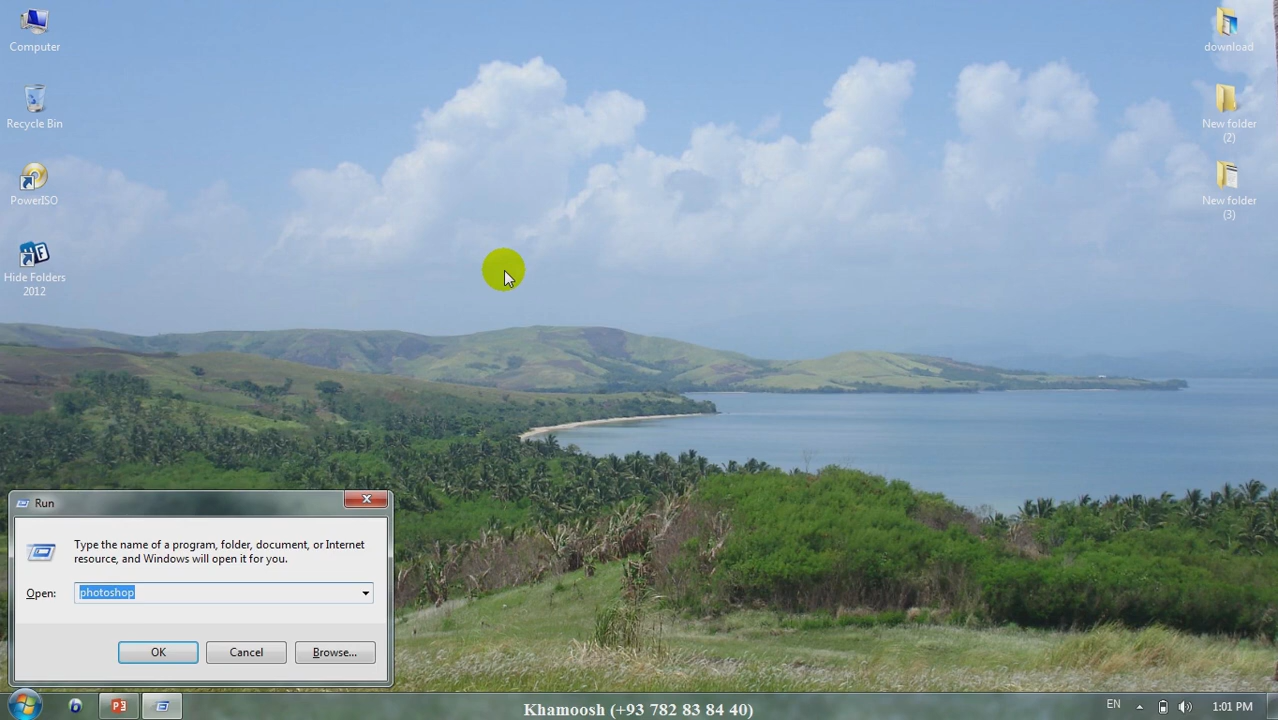 Computer
Recycle Bin
PowerISO
Hide Folders
2012
download
New folder
(2)
New folder
(3)
Run
Type the name of a program, folder, document, or Internet
resource, and Windows will open it for you.
Open:
photoshop
OK
Cancel
Browse...
Khamoosh (+93 782 83 84 40)
EN
1:01 PM